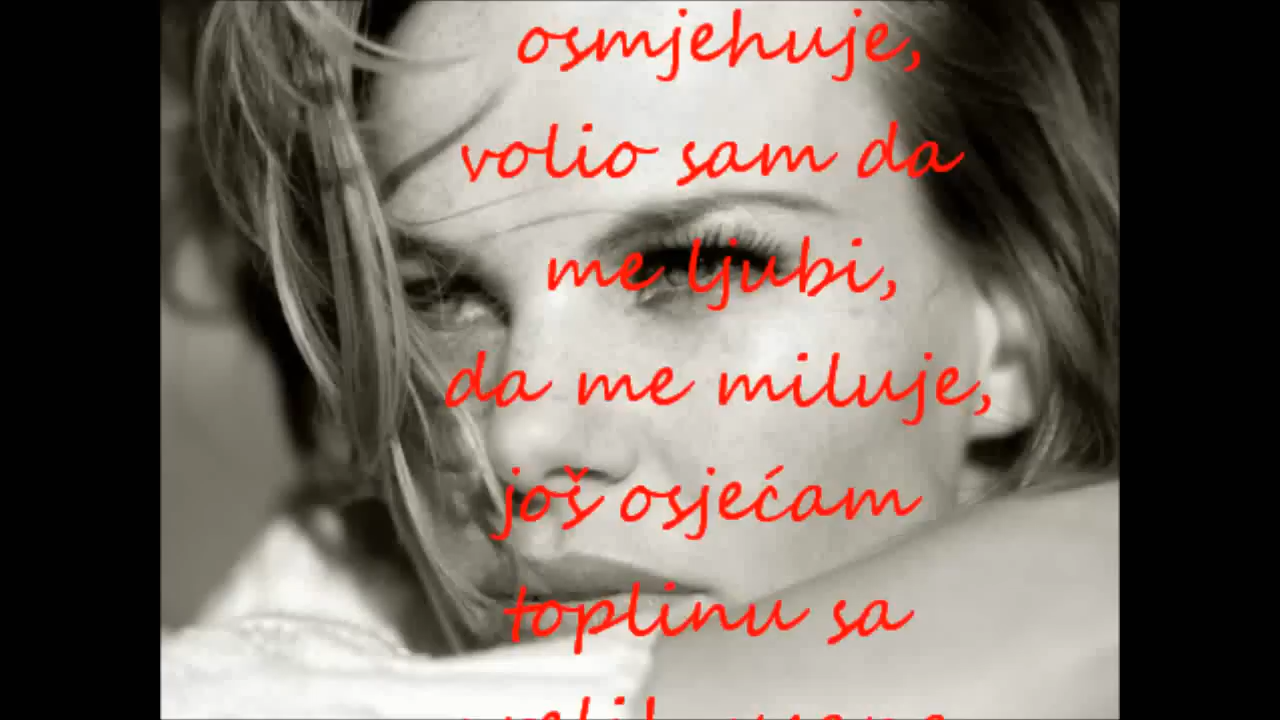 osmjehuje,
volio sam da
me ljubi,
da me miluje,
još osjećam
toplinu sa